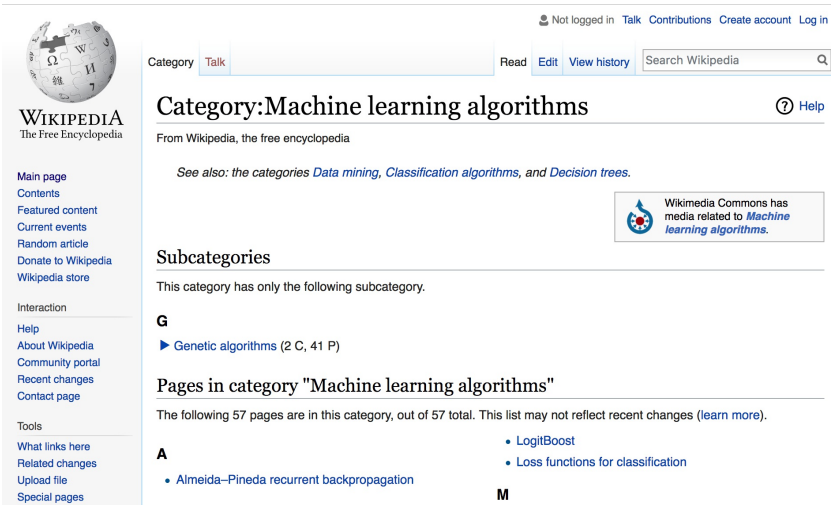 Not logged in Talk Contributions Create account Log in
Category Talk
Read Edit View history Search Wikipedia
WIKIPEDIA
The Free Encyclopedia
Category:Machine learning algorithms
Help
From Wikipedia, the free encyclopedia
See also: the categories Data mining, Classification algorithms, and Decision trees.
Wikimedia Commons has
media related to Machine
learning algorithms.
Main page
Contents
Featured content
Current events
Random article
Donate to Wikipedia
Wikipedia store
Interaction
Help
About Wikipedia
Community portal
Recent changes
Contact page
Tools
What links here
Related changes
Upload file
Special pages
Subcategories
This category has only the following subcategory.
G
Genetic algorithms (2 C, 41 P)
Pages in category "Machine learning algorithms"
The following 57 pages are in this category, out of 57 total. This list may not reflect recent changes (learn more).
A
Almeida–Pineda recurrent backpropagation
LogitBoost
Loss functions for classification
M